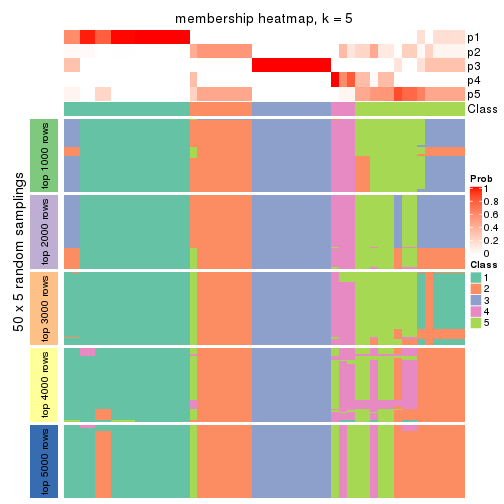 membership heatmap, k = 5
p1
p2
p3
p4
p5
Class
50 x 5 random samplings
top 1000 rows
top 2000 rows
top 3000 rows
top 4000 rows
top 5000 rows
Prob
1
0.8
0.6
0.4
0.2
0
Class
1
2
3
4
5